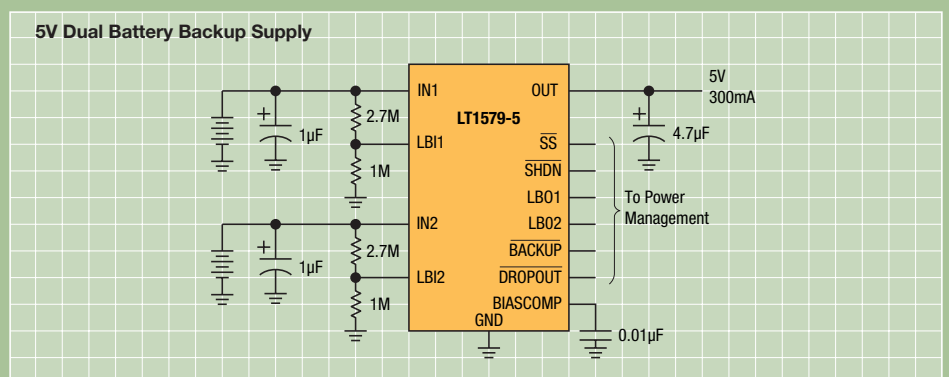 5V Dual Battery Backup Supply
IN1
OUT
5V
300mA
LT1579-5
2.7M
+
1µF
+
4.7µF
LBI1
SS
1M
SHDN
LBO1
To Power
Management
IN2
LBO2
+
1µF
2.7M
BACKUP
LBI2
DROPOUT
1M
BIASCOMP
GND
0.01µF